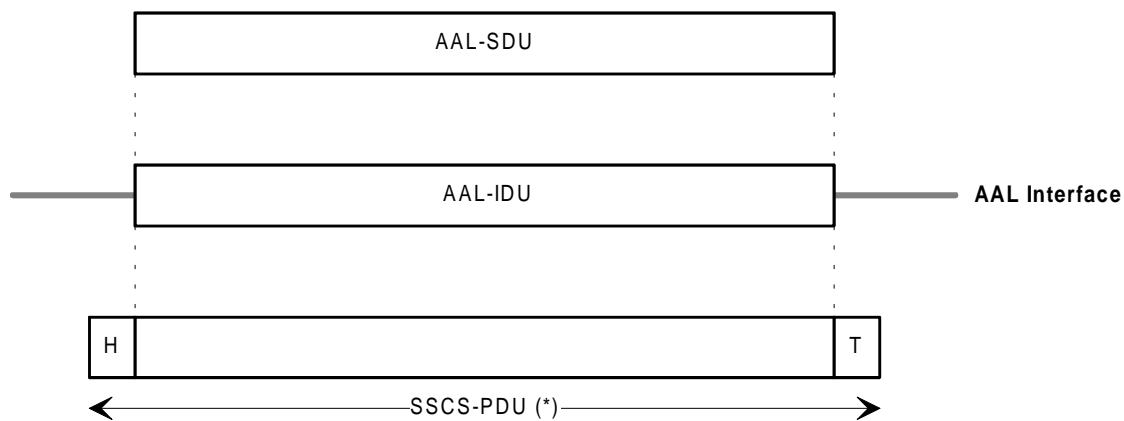 AAL-SDU
AAL-IDU
AAL Interface
H
T
SSCS-PDU (*)